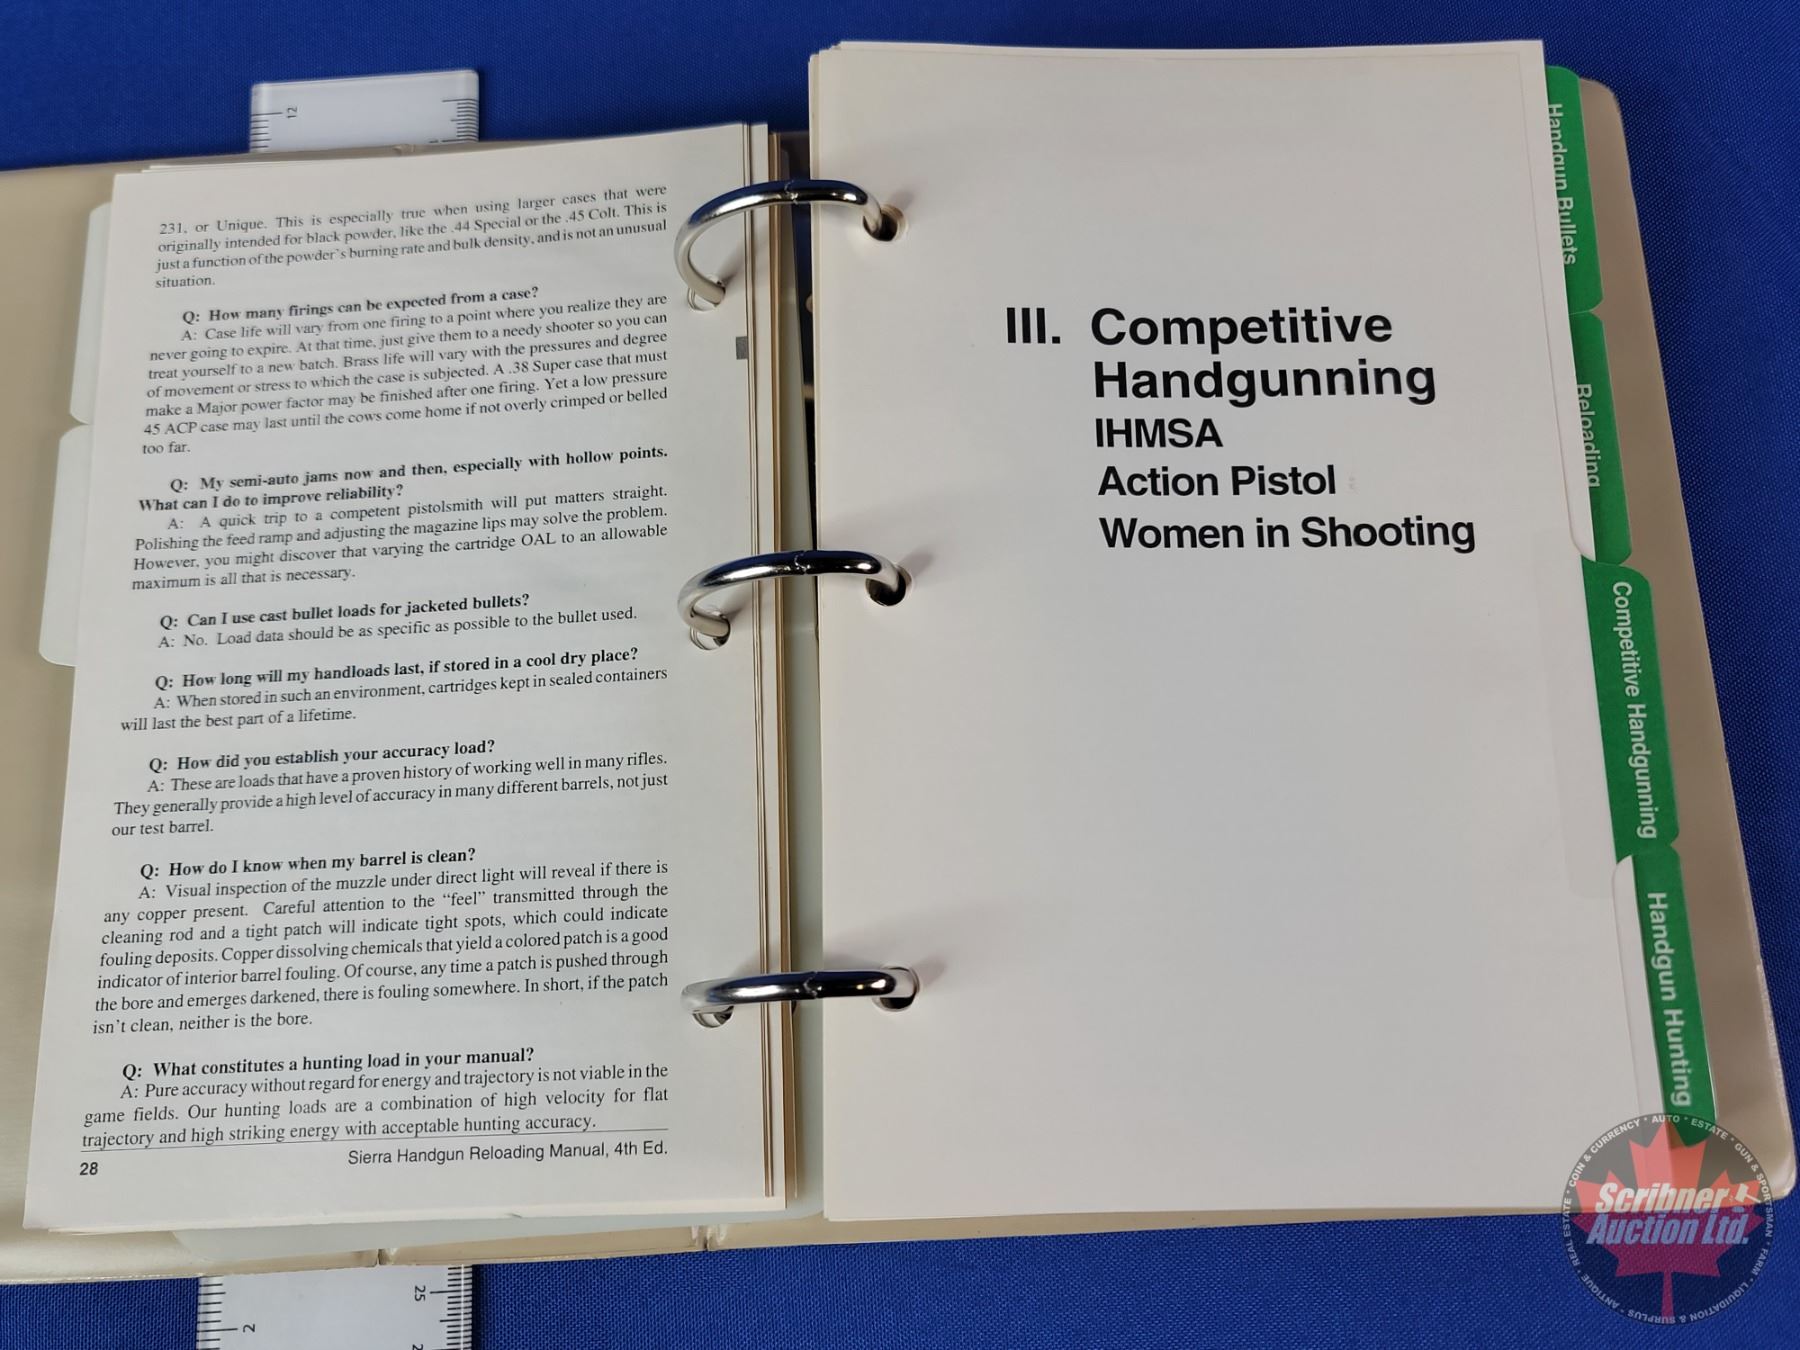 231, or Unique. This is especially true when using larger cases that were
originally intended for black powder, like the .44 Special or the .45 Colt. This is
just a function of the powder's burning rate and bulk density, and is not an unusual
situation.
Q: How many firings can be expected from a case?
A: Case life will vary from one firing to a point where you realize they are
never going to expire. At that time, just give them to a needy shooter so you can
treat yourself to a new batch. Brass life will vary with the pressures and degree
of movement or stress to which the case is subjected. A .38 Super case that must
make a Major power factor may be finished after one firing. Yet a low pressure
45 ACP case may last until the cows come home if not overly crimped or belled
too far.
Q: My semi-auto jams now and then, especially with hollow points.
What can I do to improve reliability?
A: A quick trip to a competent pistolsmith will put matters straight.
Polishing the feed ramp and adjusting the magazine lips may solve the problem.
However, you might discover that varying the cartridge OAL to an allowable
maximum is all that is necessary.
Q: Can I use cast bullet loads for jacketed bullets?
A: No. Load data should be as specific as possible to the bullet used.
Q: How long will my handloads last, if stored in a cool dry place?
A: When stored in such an environment, cartridges kept in sealed containers
will last the best part of a lifetime.
Q: How did you establish your accuracy load?
A: These are loads that have a proven history of working well in many rifles.
They generally provide a high level of accuracy in many different barrels, not just
our test barrel.
Q: How do I know when my barrel is clean?
A: Visual inspection of the muzzle under direct light will reveal if there is
any copper present. Careful attention to the “feel” transmitted through the
cleaning rod and a tight patch will indicate tight spots, which could indicate
fouling deposits. Copper dissolving chemicals that yield a colored patch is a good
indicator of interior barrel fouling. Of course, any time a patch is pushed through
the bore and emerges darkened, there is fouling somewhere. In short, if the patch
isn't clean, neither is the bore.
Q: What constitutes a hunting load in your manual?
A: Pure accuracy without regard for energy and trajectory is not viable in the
game fields. Our hunting loads are a combination of high velocity for flat
trajectory and high striking energy with acceptable hunting accuracy.
28
Sierra Handgun Reloading Manual, 4th Ed.
III. Competitive
Handgunning
IHMSA
Action Pistol
Women in Shooting
Handgun Bullets
Reloading
Competitive Handgunning
Handgun Hunting
12
25
2
Scribner
Auction Ltd.
COIN & CURRENCY • AUTO • ESTATE • GUN & SPORTSMAN • FARM • LIQUIDATION & SURPLUS • ANTIQUE • REAL ESTATE •